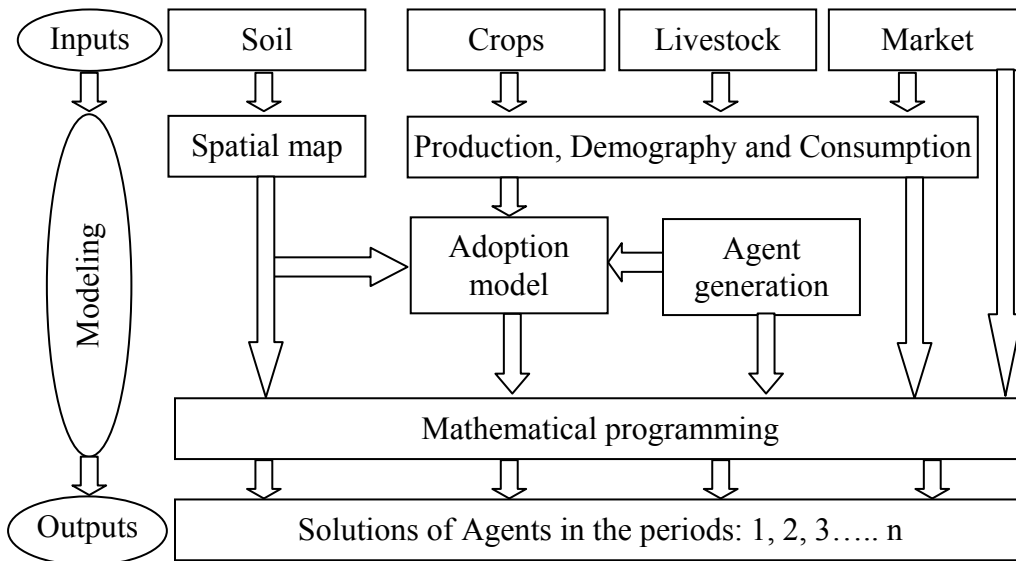 Inputs
Soil
Crops
Livestock
Market
Spatial map
Production, Demography and Consumption
Modeling
Adoption
model
Agent
generation
Mathematical programming
Outputs
Solutions of Agents in the periods: 1, 2, 3….. n